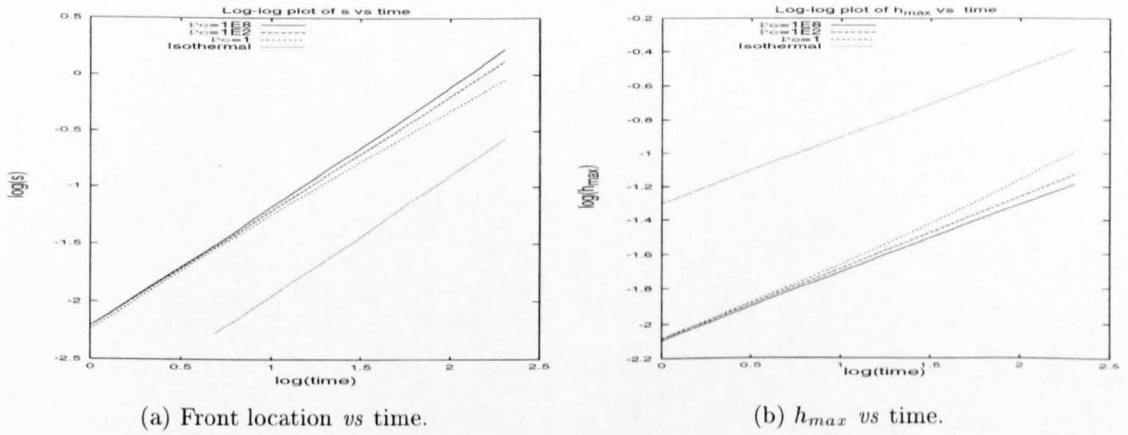 Log-log plot of s vs time
Pe=1E8
Pe=1E2
Pe=1
Isothermal
0.5
0
-0.5
-1
-1.5
-2
-2.5
log(s)
0
0.5
1
1.5
2
2.5
log(time)
(a) Front location vs time.
Log-log plot of h_max vs time
Pe=1E8
Pe=1E2
Pe=1
Isothermal
-0.2
-0.4
-0.6
-0.8
-1
-1.2
-1.4
-1.6
-1.8
-2
-2.2
log(h_max)
0
0.5
1
1.5
2
2.5
log(time)
(b) h_max vs time.